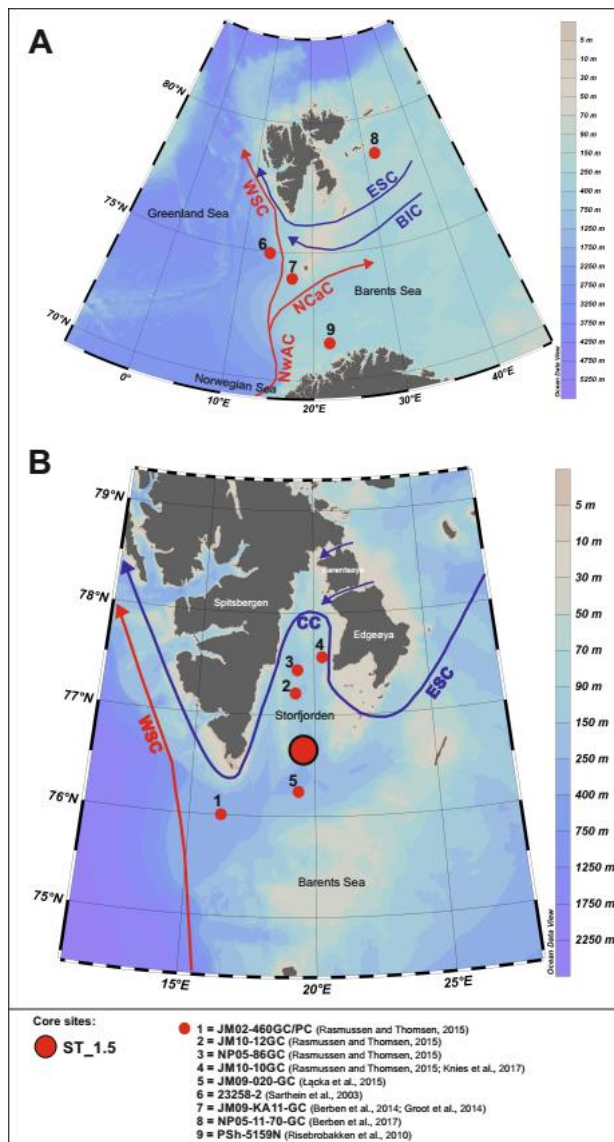 A
80°N
75°N
70°N
0°
10°E
20°E
30°E
40°E
Greenland Sea
Barents Sea
Norwegian Sea
WSC
ESC
BIC
NCaC
NwAC
6
7
8
9
5 m
10 m
30 m
50 m
70 m
90 m
150 m
250 m
400 m
750 m
1250 m
1750 m
2250 m
2750 m
3250 m
3750 m
4250 m
4750 m
5250 m
Ocean Data View
B
79°N
78°N
77°N
76°N
75°N
15°E
20°E
25°E
Spitsbergen
Barentsøya
Edgeøya
CC
ESC
WSC
Storfjorden
Barents Sea
1
2
3
4
5
5 m
10 m
30 m
50 m
70 m
90 m
150 m
250 m
400 m
750 m
1250 m
1750 m
2250 m
Ocean Data View
Core sites:
ST_1.5
1 = JM02-460GC/PC (Rasmussen and Thomsen, 2015)
2 = JM10-12GC (Rasmussen and Thomsen, 2015)
3 = NP05-86GC (Rasmussen and Thomsen, 2015)
4 = JM10-10GC (Rasmussen and Thomsen, 2015; Knies et al., 2017)
5 = JM09-020-GC (Łącka et al., 2015)
6 = 23258-2 (Sarthein et al., 2003)
7 = JM09-KA11-GC (Berben et al., 2014; Groot et al., 2014)
8 = NP05-11-70-GC (Berben et al., 2017)
9 = PSh-5159N (Risebrobakken et al., 2010)